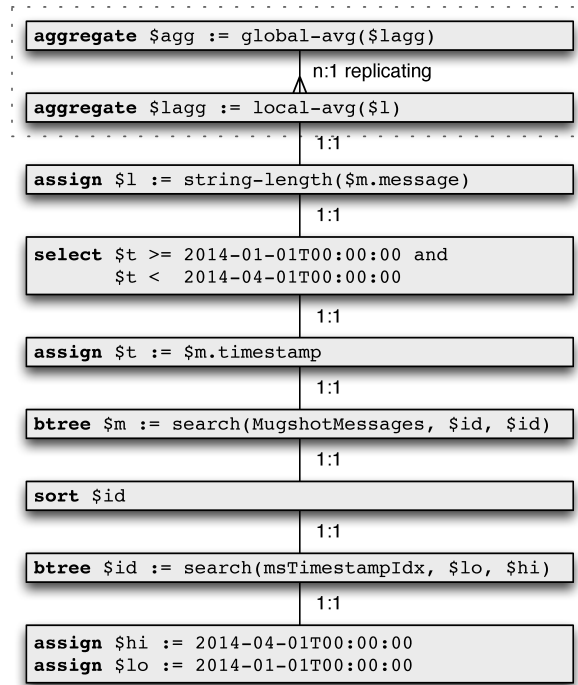 aggregate $agg := global-avg($lagg)
n:1 replicating
aggregate $lagg := local-avg($l)
1:1
assign $l := string-length($m.message)
1:1
select $t >= 2014-01-01T00:00:00 and
$t < 2014-04-01T00:00:00
1:1
assign $t := $m.timestamp
1:1
btree $m := search(MugshotMessages, $id, $id)
1:1
sort $id
1:1
btree $id := search(msTimestampIdx, $lo, $hi)
1:1
assign $hi := 2014-04-01T00:00:00
assign $lo := 2014-01-01T00:00:00